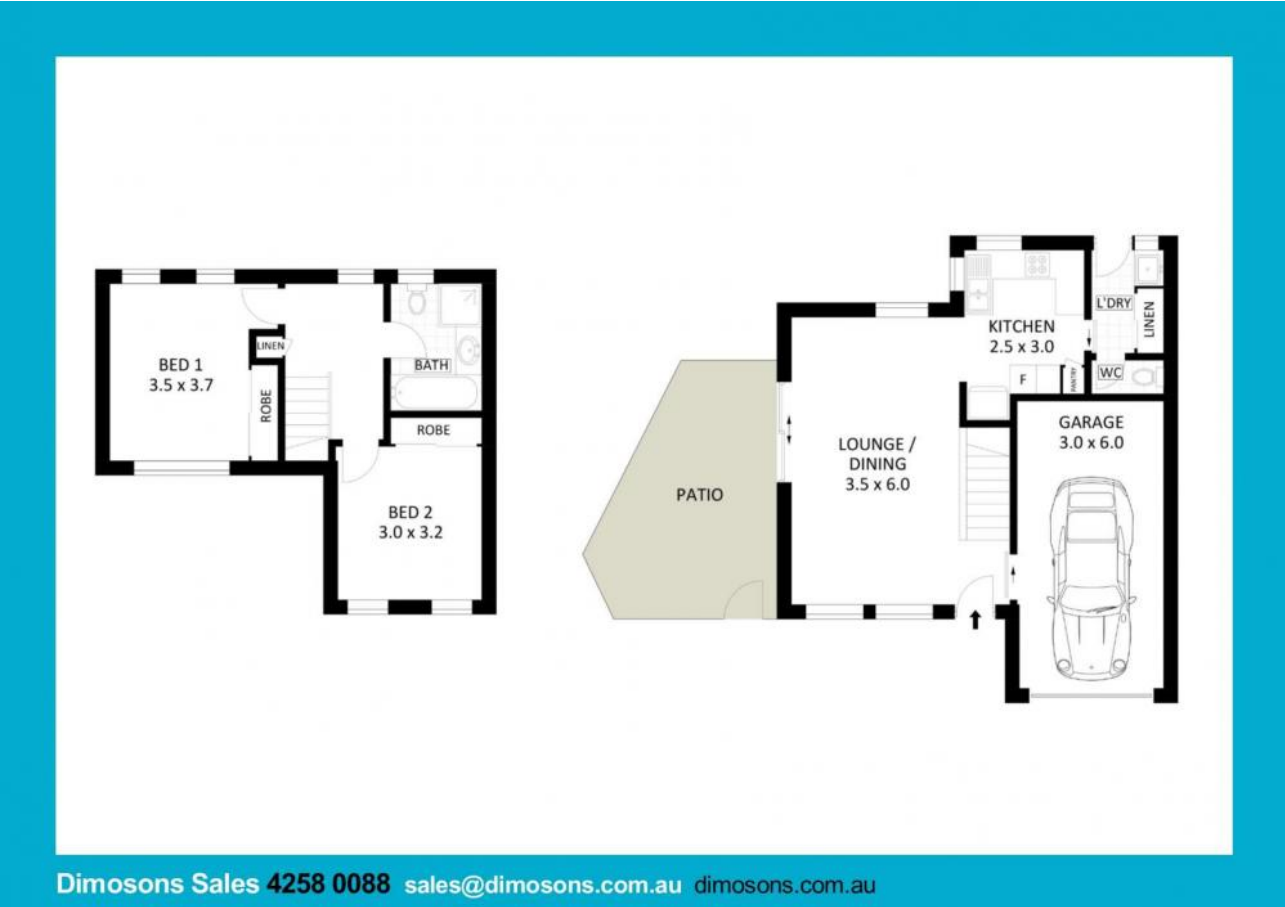 BED 1
3.5 x 3.7
LINEN
ROBE
BATH
ROBE
BED 2
3.0 x 3.2
KITCHEN
2.5 x 3.0
L'DRY
LINEN
F
PANTRY
WC
GARAGE
3.0 x 6.0
LOUNGE /
DINING
3.5 x 6.0
PATIO
Dimosons Sales 4258 0088 sales@dimosons.com.au dimosons.com.au